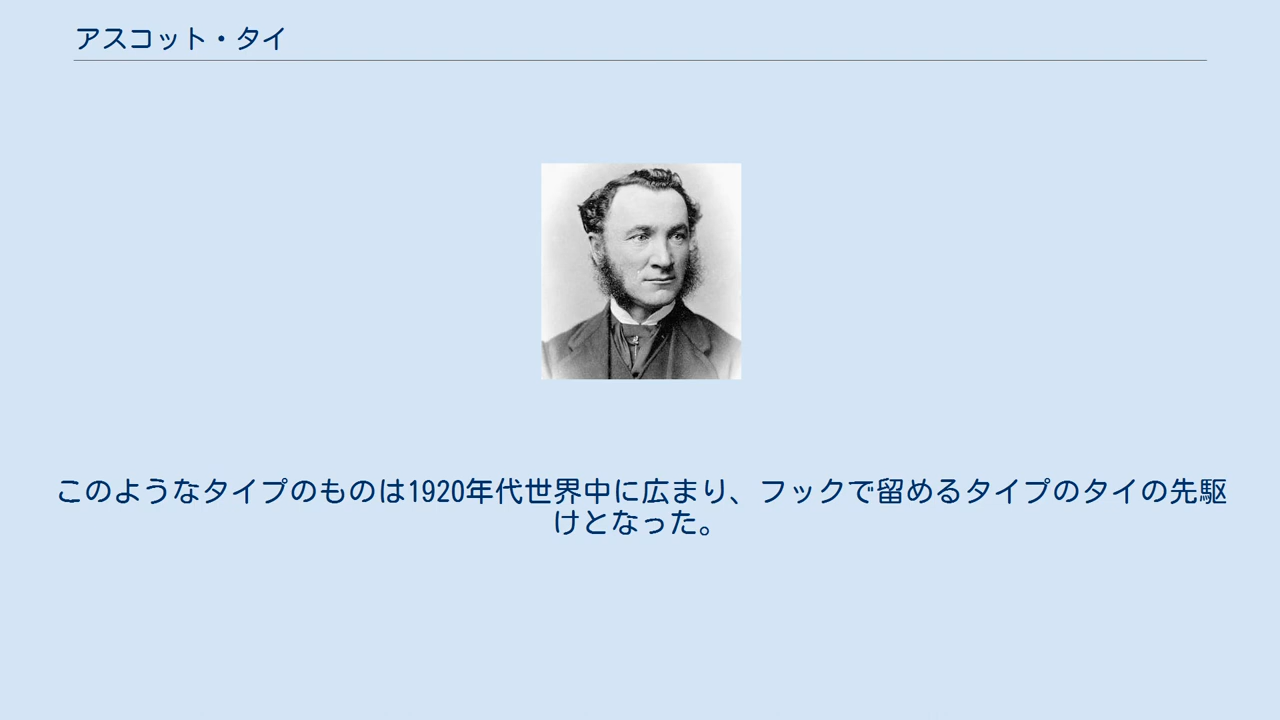 アスコット・タイ
このようなタイプのものは1920年代世界中に広まり、フックで留めるタイプのタイの先駆
けとなった。